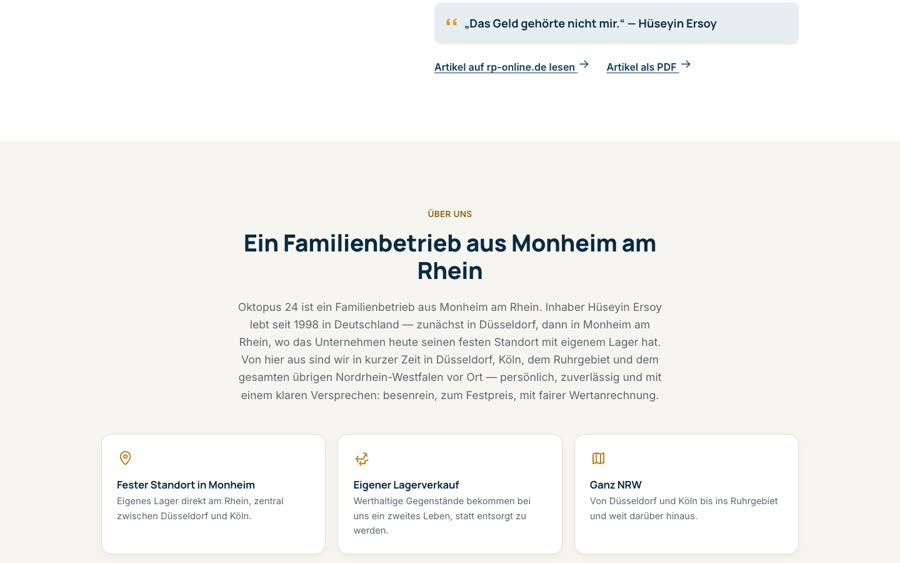 „Das Geld gehörte nicht mir.“ — Hüseyin Ersoy
Artikel auf rp-online.de lesen → Artikel als PDF →
ÜBER UNS
Ein Familienbetrieb aus Monheim am
Rhein
Oktopus 24 ist ein Familienbetrieb aus Monheim am Rhein. Inhaber Hüseyin Ersoy
lebt seit 1998 in Deutschland — zunächst in Düsseldorf, dann in Monheim am
Rhein, wo das Unternehmen heute seinen festen Standort mit eigenem Lager hat.
Von hier aus sind wir in kurzer Zeit in Düsseldorf, Köln, dem Ruhrgebiet und dem
gesamten übrigen Nordrhein-Westfalen vor Ort — persönlich, zuverlässig und mit
einem klaren Versprechen: besenrein, zum Festpreis, mit fairer Wertanrechnung.
Fester Standort in Monheim
Eigenes Lager direkt am Rhein, zentral
zwischen Düsseldorf und Köln.
Eigener Lagerverkauf
Werthaltige Gegenstände bekommen bei
uns ein zweites Leben, statt entsorgt zu
werden.
Ganz NRW
Von Düsseldorf und Köln bis ins Ruhrgebiet
und weit darüber hinaus.